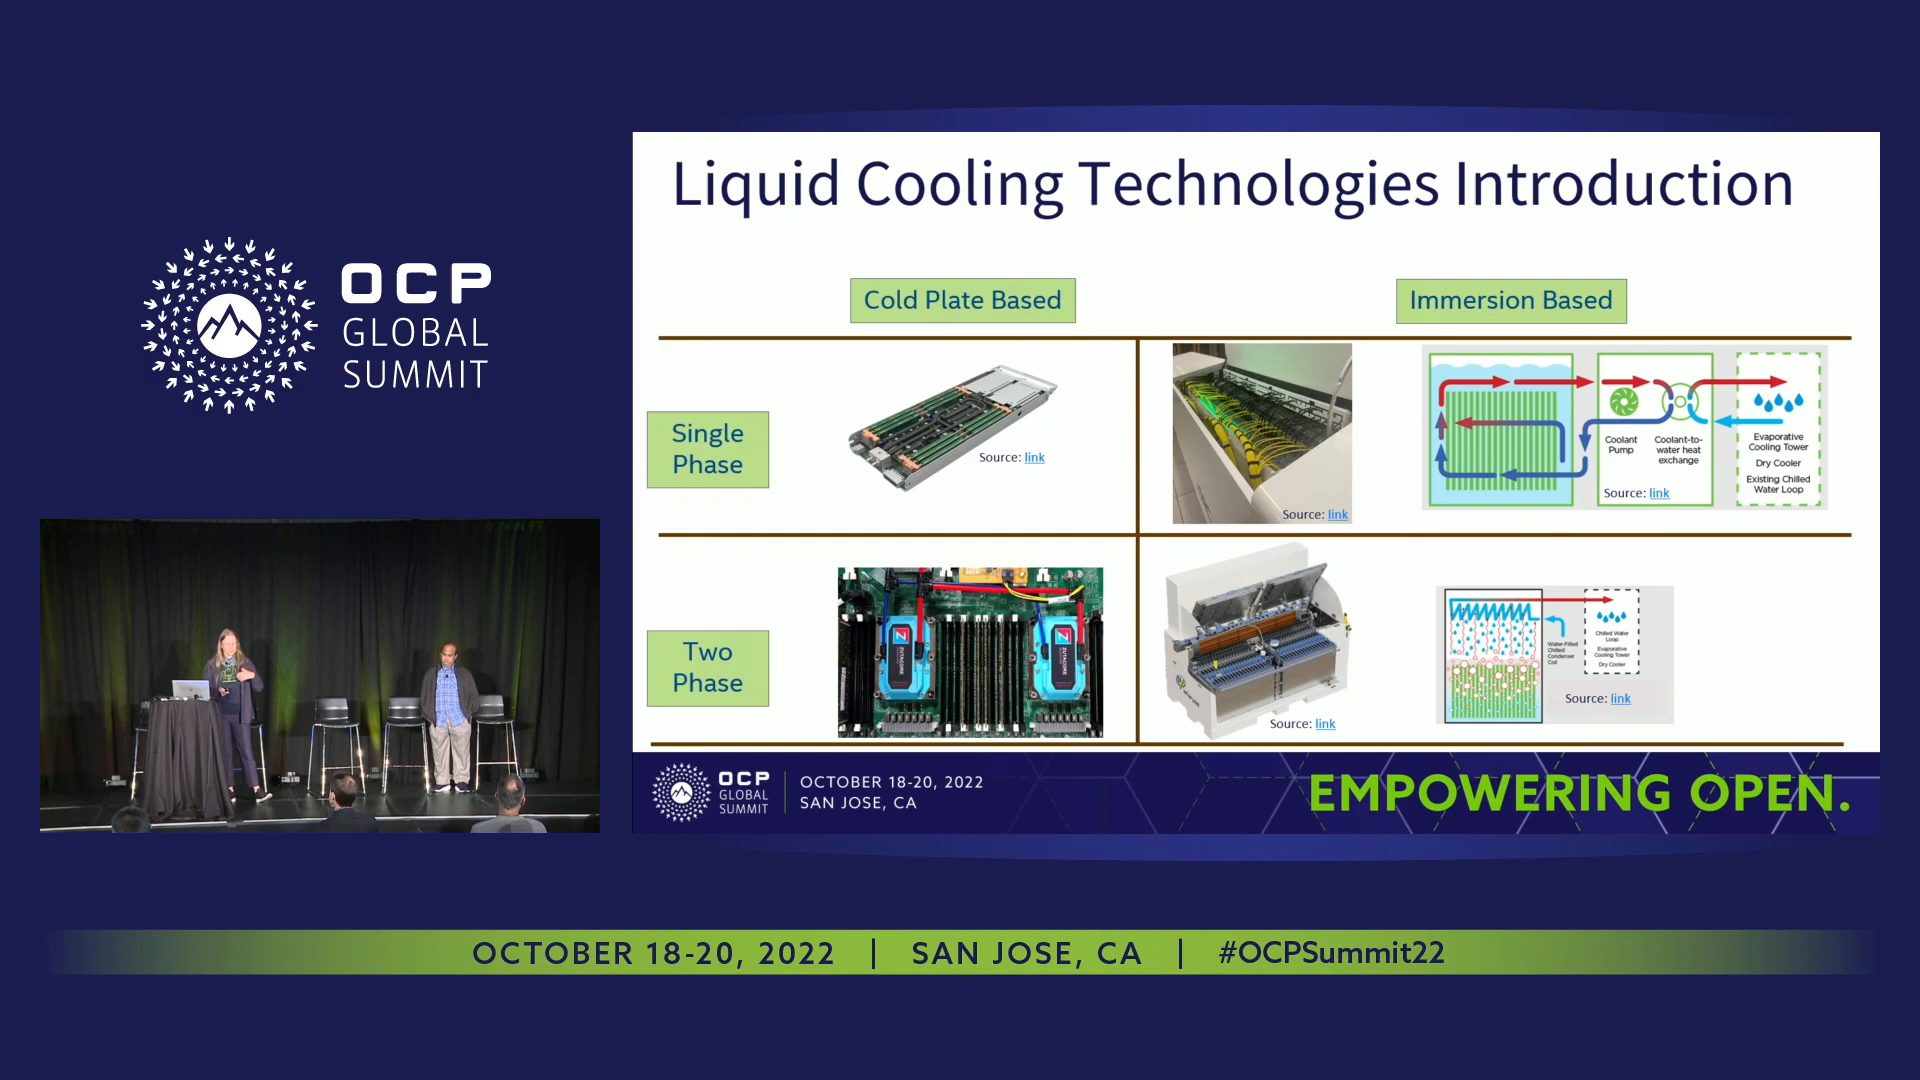 OCP
GLOBAL
SUMMIT
Liquid Cooling Technologies Introduction
Cold Plate Based
Immersion Based
Single
Phase
Source: link
Source: link
Coolant
Pump
Coolant-to-
water heat
exchange
Evaporative
Cooling Tower
Dry Cooler
Existing Chilled
Water Loop
Source: link
Two
Phase
Z
ZUTACORE
Z
ZUTACORE
Source: link
Water-Filled
Chilled
Condenser
Coil
Chilled Water
Loop
Evaporative
Cooling Tower
Dry Cooler
Source: link
OCP
GLOBAL
SUMMIT
OCTOBER 18-20, 2022
SAN JOSE, CA
EMPOWERING OPEN.
OCTOBER 18-20, 2022 | SAN JOSE, CA | #OCPSummit22